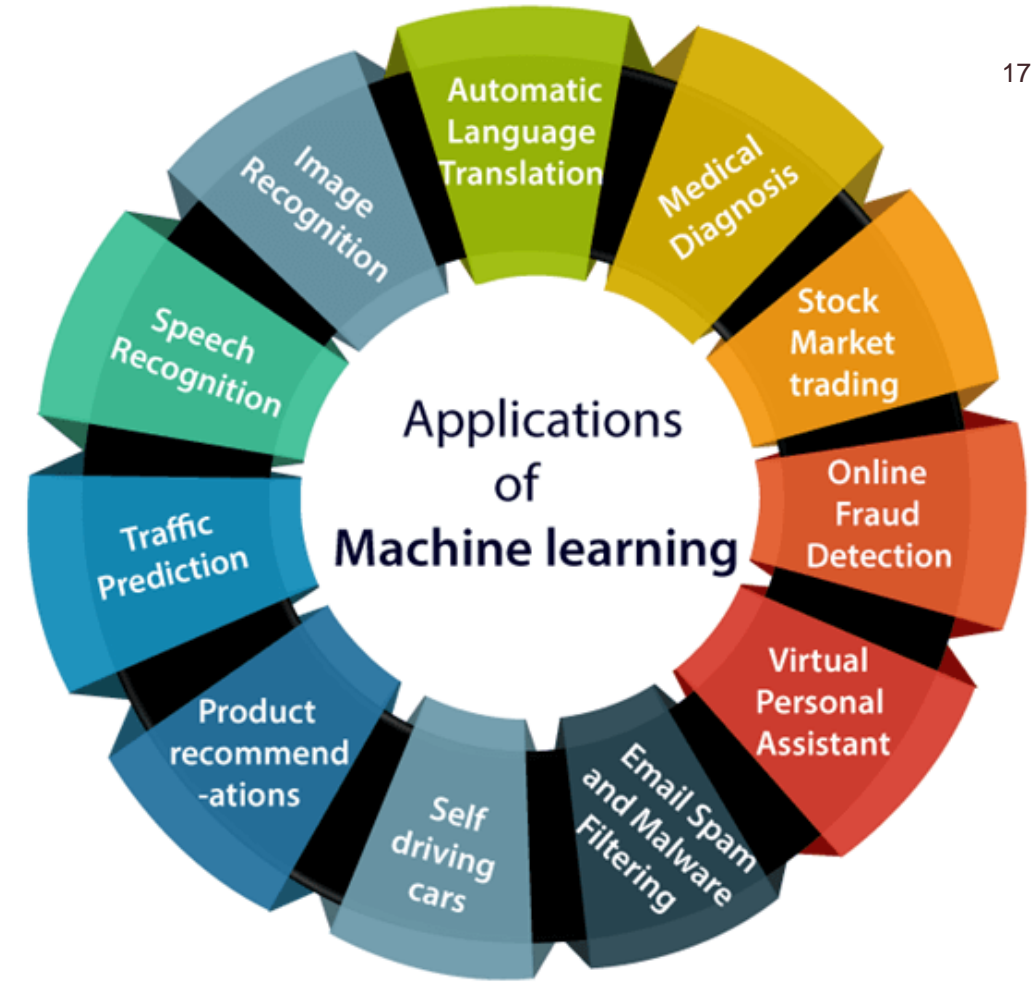 17
Automatic
Language
Translation
Medical
Diagnosis
Stock
Market
trading
Online
Fraud
Detection
Virtual
Personal
Assistant
Email Spam
and Malware
Filtering
Self
driving
cars
Product
recommend
-ations
Traffic
Prediction
Speech
Recognition
Image
Recognition
Applications
of
Machine learning